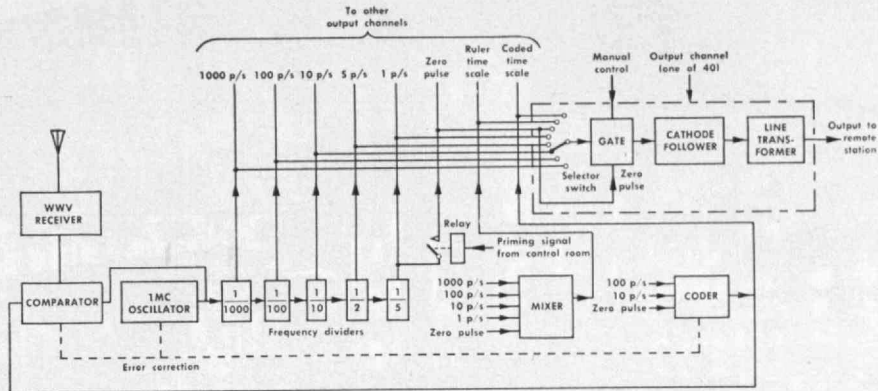 To other
output channels
1000 p/s
100 p/s
10 p/s
5 p/s
1 p/s
Zero
pulse
Ruler
time
scale
Coded
time
scale
Manual
control
Output channel
(one of 40)
GATE
CATHODE
FOLLOWER
LINE
TRANS-
FORMER
Output to
remote
station
Selector
switch
Zero
pulse
WWV
RECEIVER
Relay
Priming signal
from control room
COMPARATOR
1MC
OSCILLATOR
1
1000
1
100
1
10
1
2
1
5
Frequency dividers
1000 p/s
100 p/s
10 p/s
1 p/s
Zero pulse
MIXER
100 p/s
10 p/s
Zero pulse
CODER
Error correction